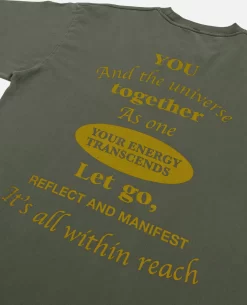 YOU
And the universe
together
As one
YOUR ENERGY
TRANSCENDS
Let go,
REFLECT AND MANIFEST
It's all within reach